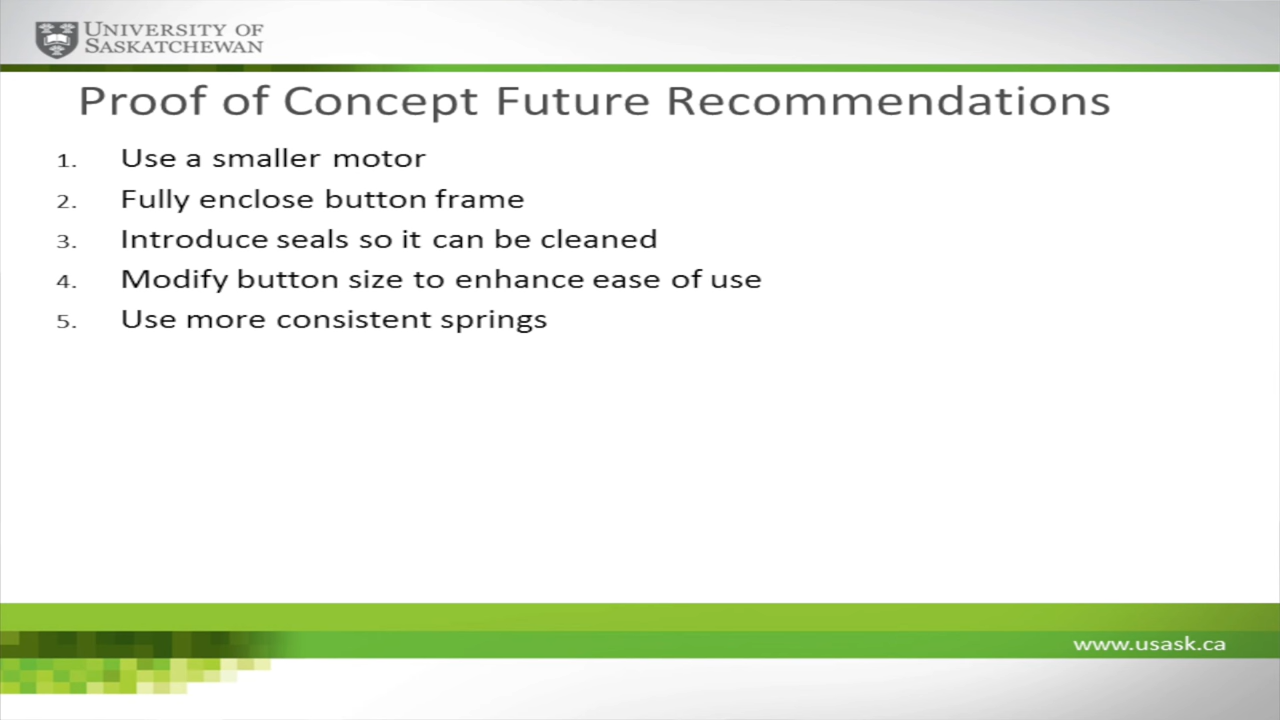 UNIVERSITY OF
SASKATCHEWAN
Proof of Concept Future Recommendations
1. Use a smaller motor
2. Fully enclose button frame
3. Introduce seals so it can be cleaned
4. Modify button size to enhance ease of use
5. Use more consistent springs
www.usask.ca